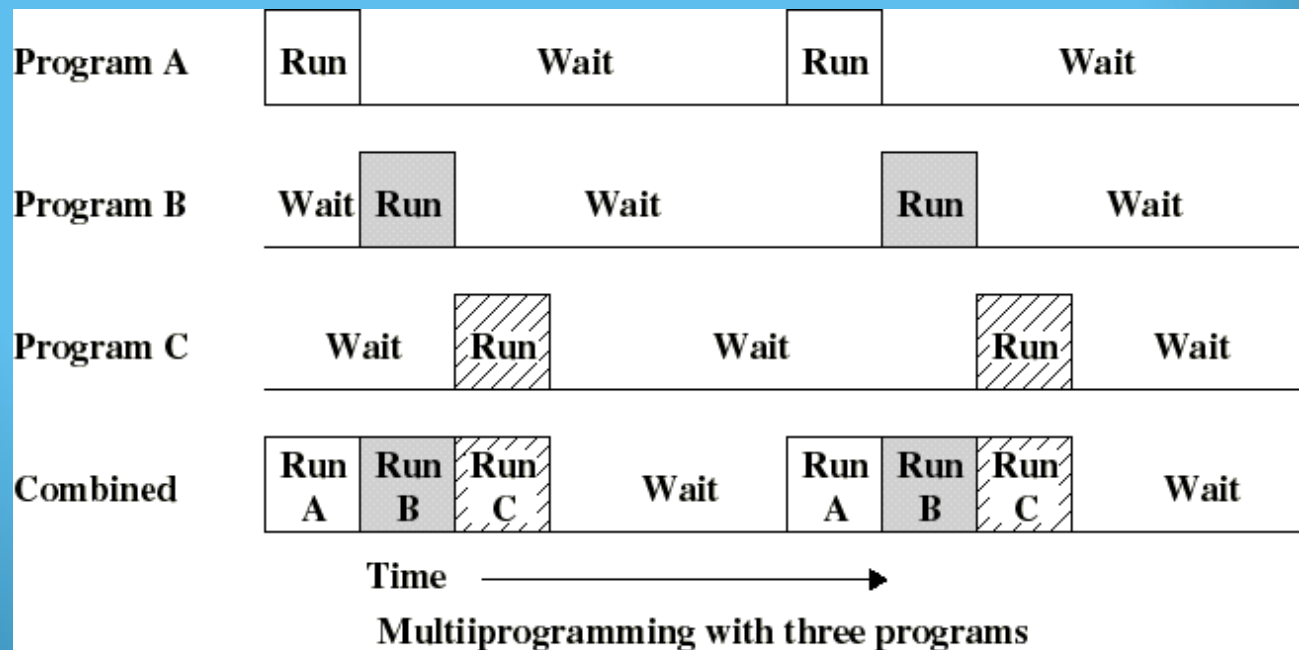 Program A Run Wait Run Wait
Program B Wait Run Wait Run Wait
Program C Wait Run Wait Run Wait
Combined Run A Run B Run C Wait Run A Run B Run C Wait
Time
Multiiprogramming with three programs